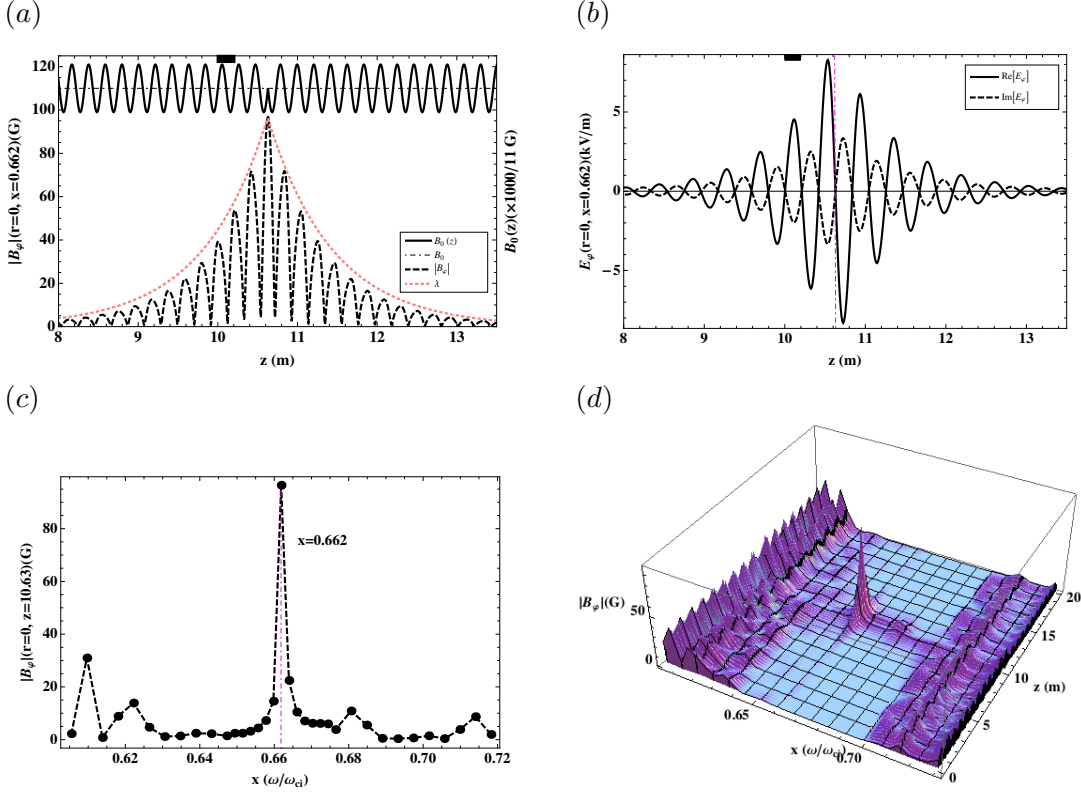 (a)
|B_φ|(r=0, x=0.662)(G)
120
100
80
60
40
20
0
8
9
10
11
12
13
z (m)
B_0(z)(×1000/11 G)
B_0 (z)
B_0
|B_φ|
λ
(b)
E_φ(r=0, x=0.662)(kV/m)
5
0
−5
8
9
10
11
12
13
z (m)
Re[E_φ]
Im[E_φ]
(c)
|B_φ|(r=0, z=10.63)(G)
80
60
40
20
0
0.62
0.64
0.66
0.68
0.70
0.72
x (ω/ω_ci)
x=0.662
(d)
|B_φ|(G)
50
0
0.65
0.70
x (ω/ω_ci)
0
5
10
15
20
z (m)